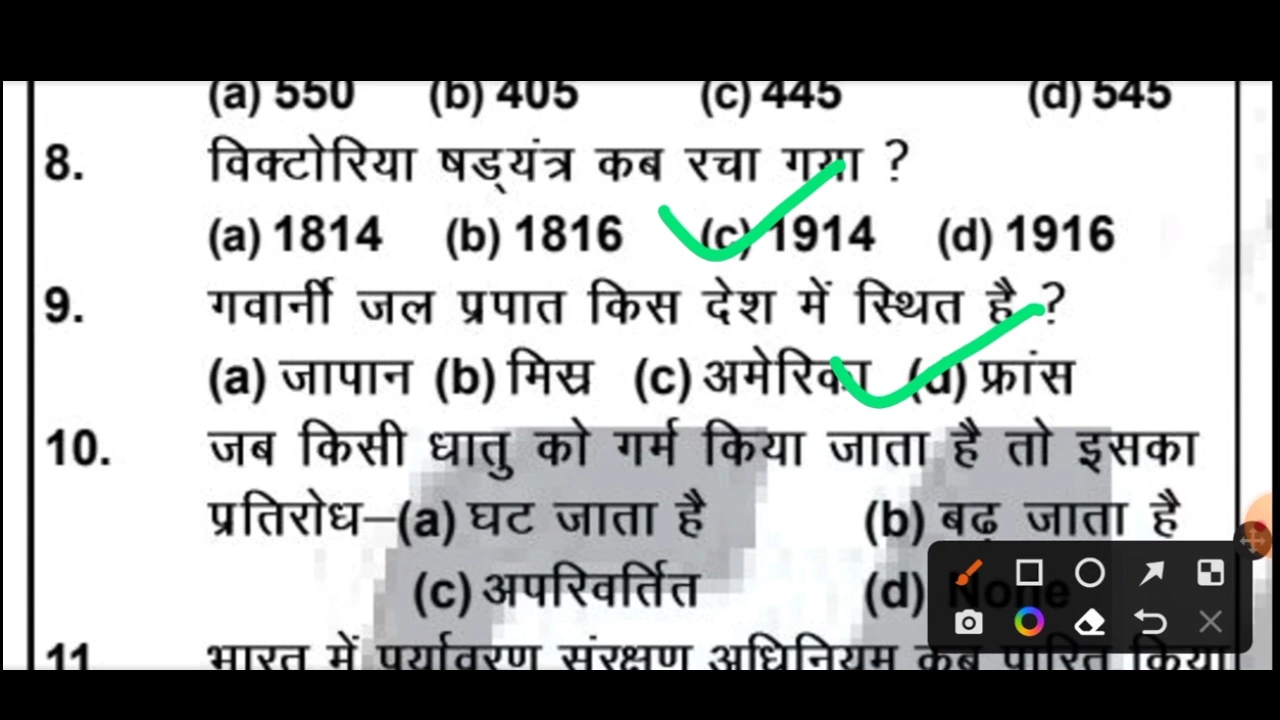 (a) 550 (b) 405 (c) 445 (d) 545
8. विक्टोरिया षड्‌यंत्र कब रचा गया ?
(a) 1814 (b) 1816 (c) 1914 (d) 1916
9. गवार्नी जल प्रपात किस देश में स्थित है ?
(a) जापान (b) मिस्र (c) अमेरिका (d) फ्रांस
10. जब किसी धातु को गर्म किया जाता है तो इसका
प्रतिरोध–(a) घट जाता है (b) बढ़ जाता है
(c) अपरिवर्तित (d) None
11 भारत में पर्यावरण संरक्षण अधिनियम कब पारित किया